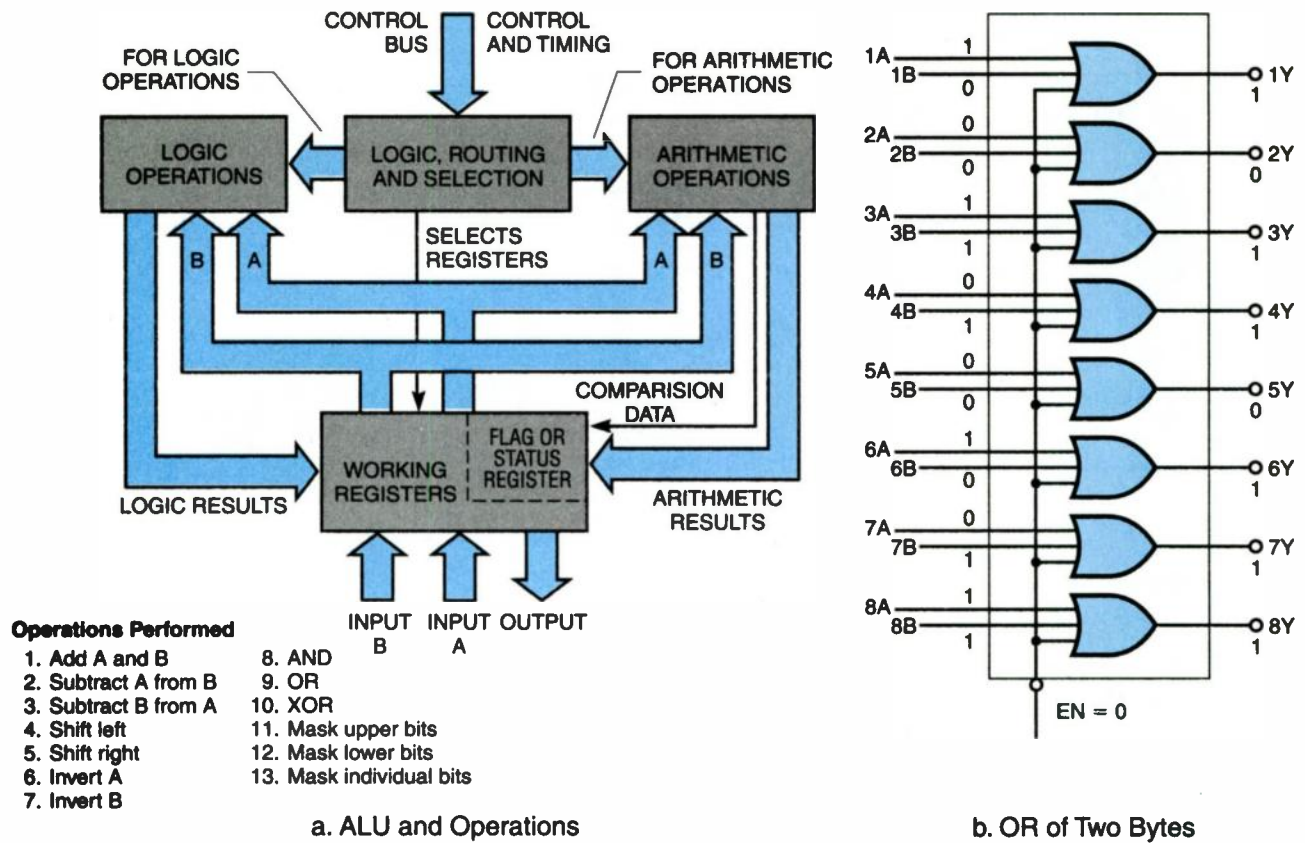 CONTROL BUS
CONTROL AND TIMING
FOR LOGIC OPERATIONS
FOR ARITHMETIC OPERATIONS
LOGIC OPERATIONS
LOGIC, ROUTING AND SELECTION
ARITHMETIC OPERATIONS
SELECTS REGISTERS
B
A
A
B
COMPARISION DATA
WORKING REGISTERS
FLAG OR STATUS REGISTER
LOGIC RESULTS
ARITHMETIC RESULTS
INPUT B
INPUT A
OUTPUT
Operations Performed
1. Add A and B
2. Subtract A from B
3. Subtract B from A
4. Shift left
5. Shift right
6. Invert A
7. Invert B
8. AND
9. OR
10. XOR
11. Mask upper bits
12. Mask lower bits
13. Mask individual bits
a. ALU and Operations
1A 1
1B 0
1Y 1
2A 0
2B 0
2Y 0
3A 1
3B 1
3Y 1
4A 0
4B 1
4Y 1
5A 0
5B 0
5Y 0
6A 1
6B 0
6Y 1
7A 0
7B 1
7Y 1
8A 1
8B 1
8Y 1
EN = 0
b. OR of Two Bytes